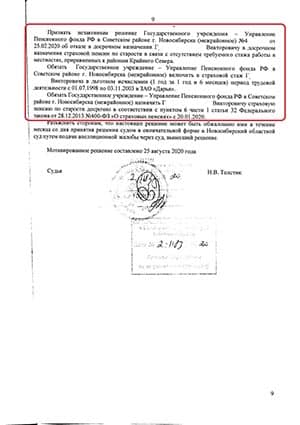 9
Признать незаконным решение Государственного учреждения – Управление
Пенсионного фонда РФ в Советском районе г. Новосибирска (межрайонное) №4 от
25.02.2020 об отказе в досрочном назначении Г Викторовичу в досрочном
назначении страховой пенсии по старости в связи с отсутствием требуемого стажа работы в
местностях, приравненных к районам Крайнего Севера.
Обязать Государственное учреждение – Управление Пенсионного фонда РФ в
Советском районе г. Новосибирска (межрайонное) включить в страховой стаж Г
Викторовича в льготном исчислении (1 год за 1 год и 6 месяцев) период трудовой
деятельности с 01.07.1998 по 03.11.2003 в ЗАО «Дарьи».
Обязать Государственное учреждение – Управление Пенсионного фонда РФ в Советском
районе г. Новосибирска (межрайонное) назначить Г Викторовичу страховую
пенсию по старости досрочно в соответствии с пунктом 6 части 1 статьи 32 Федерального
закона от 28.12.2013 №400-ФЗ «О страховых пенсиях» с 20.01.2020.
Разъяснить сторонам, что настоящее решение может быть обжаловано ими в течение
месяца со дня принятия решения судом в окончательной форме в Новосибирский областной
суд путем подачи апелляционной жалобы через суд, вынесший решение.
Мотивированное решение составлено 25 августа 2020 года
Судья Н.В. Толстик
9